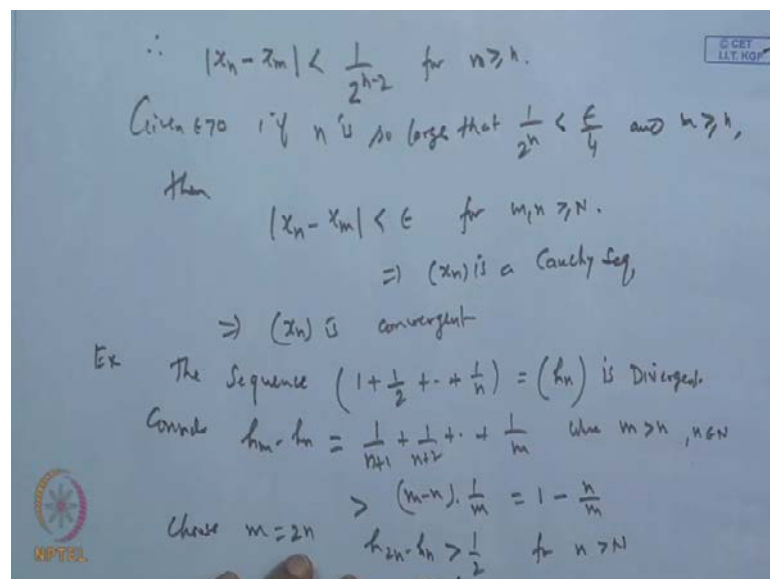 ∴ |xn - xm| < 1/2^(n-2) for m ≥ n.
© CET
I.I.T. KGP
Given ε>0 if n is so large that 1/2^n < ε/4 and m ≥ n,
then
|xn - xm| < ε for m,n ≥ N.
=> (xn) is a Cauchy Seq,
=> (xn) is convergent
Ex The Sequence (1 + 1/2 + .. + 1/n) = (hn) is Divergent.
hm - hn = 1/(n+1) + 1/(n+2) + .. + 1/m where m > n, n∈N
> (m-n) . 1/m = 1 - n/m
Choose m = 2n h2n - hn > 1/2 for n > N
NPTEL